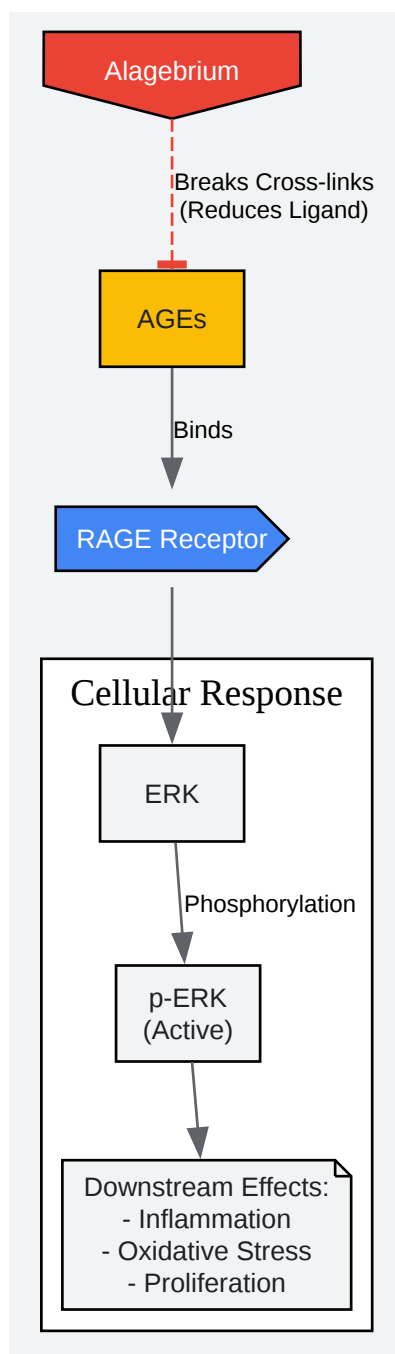 Alagebrium
Breaks Cross-links
(Reduces Ligand)
AGEs
Binds
RAGE Receptor
Cellular Response
ERK
Phosphorylation
p-ERK
(Active)
Downstream Effects:
- Inflammation
- Oxidative Stress
- Proliferation